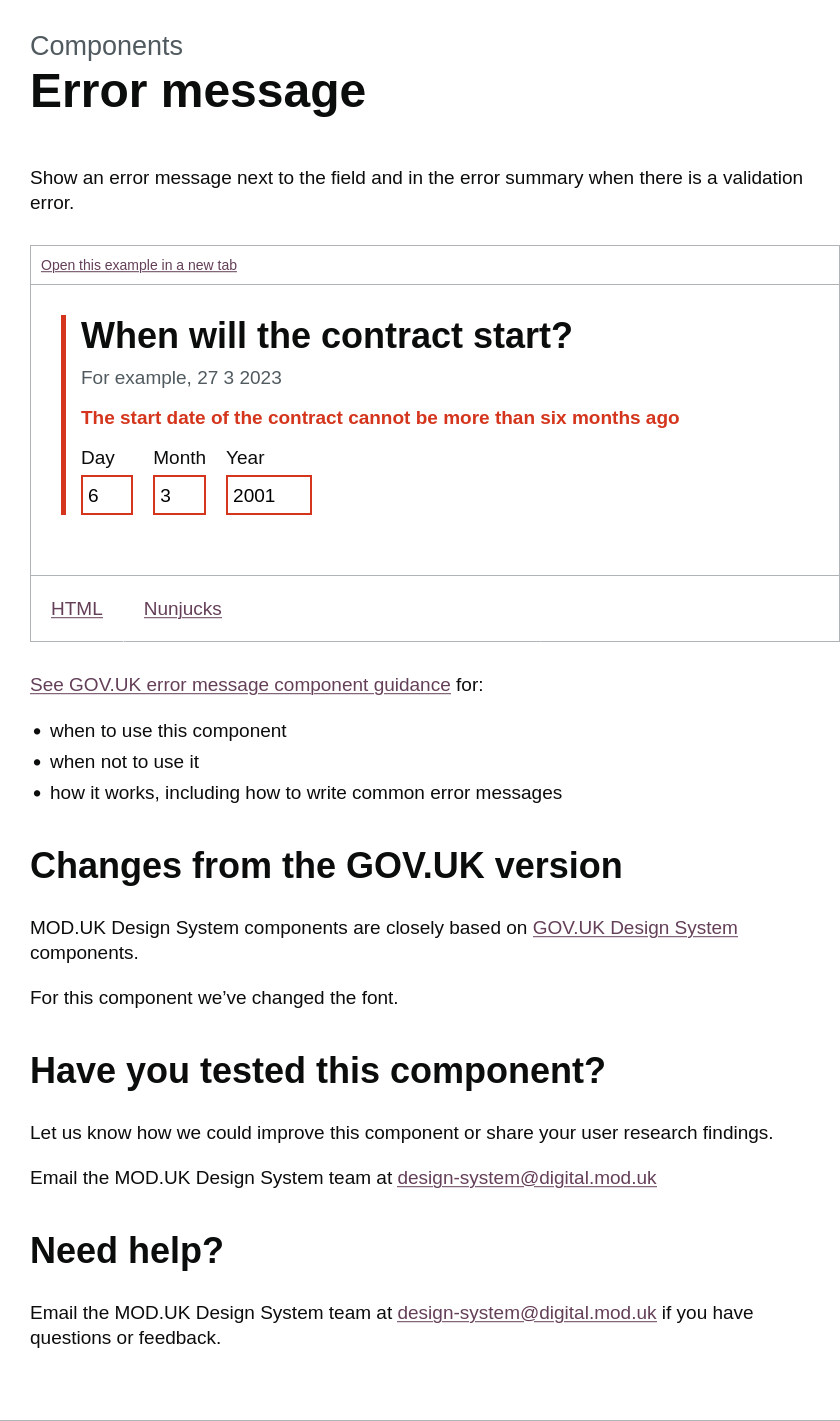 Components
Error message
Show an error message next to the field and in the error summary when there is a validation
error.
Open this example in a new tab
When will the contract start?
For example, 27 3 2023
The start date of the contract cannot be more than six months ago
Day Month Year
6 3 2001
HTML Nunjucks
See GOV.UK error message component guidance for:
• when to use this component
• when not to use it
• how it works, including how to write common error messages
Changes from the GOV.UK version
MOD.UK Design System components are closely based on GOV.UK Design System
components.
For this component we’ve changed the font.
Have you tested this component?
Let us know how we could improve this component or share your user research findings.
Email the MOD.UK Design System team at design-system@digital.mod.uk
Need help?
Email the MOD.UK Design System team at design-system@digital.mod.uk if you have
questions or feedback.